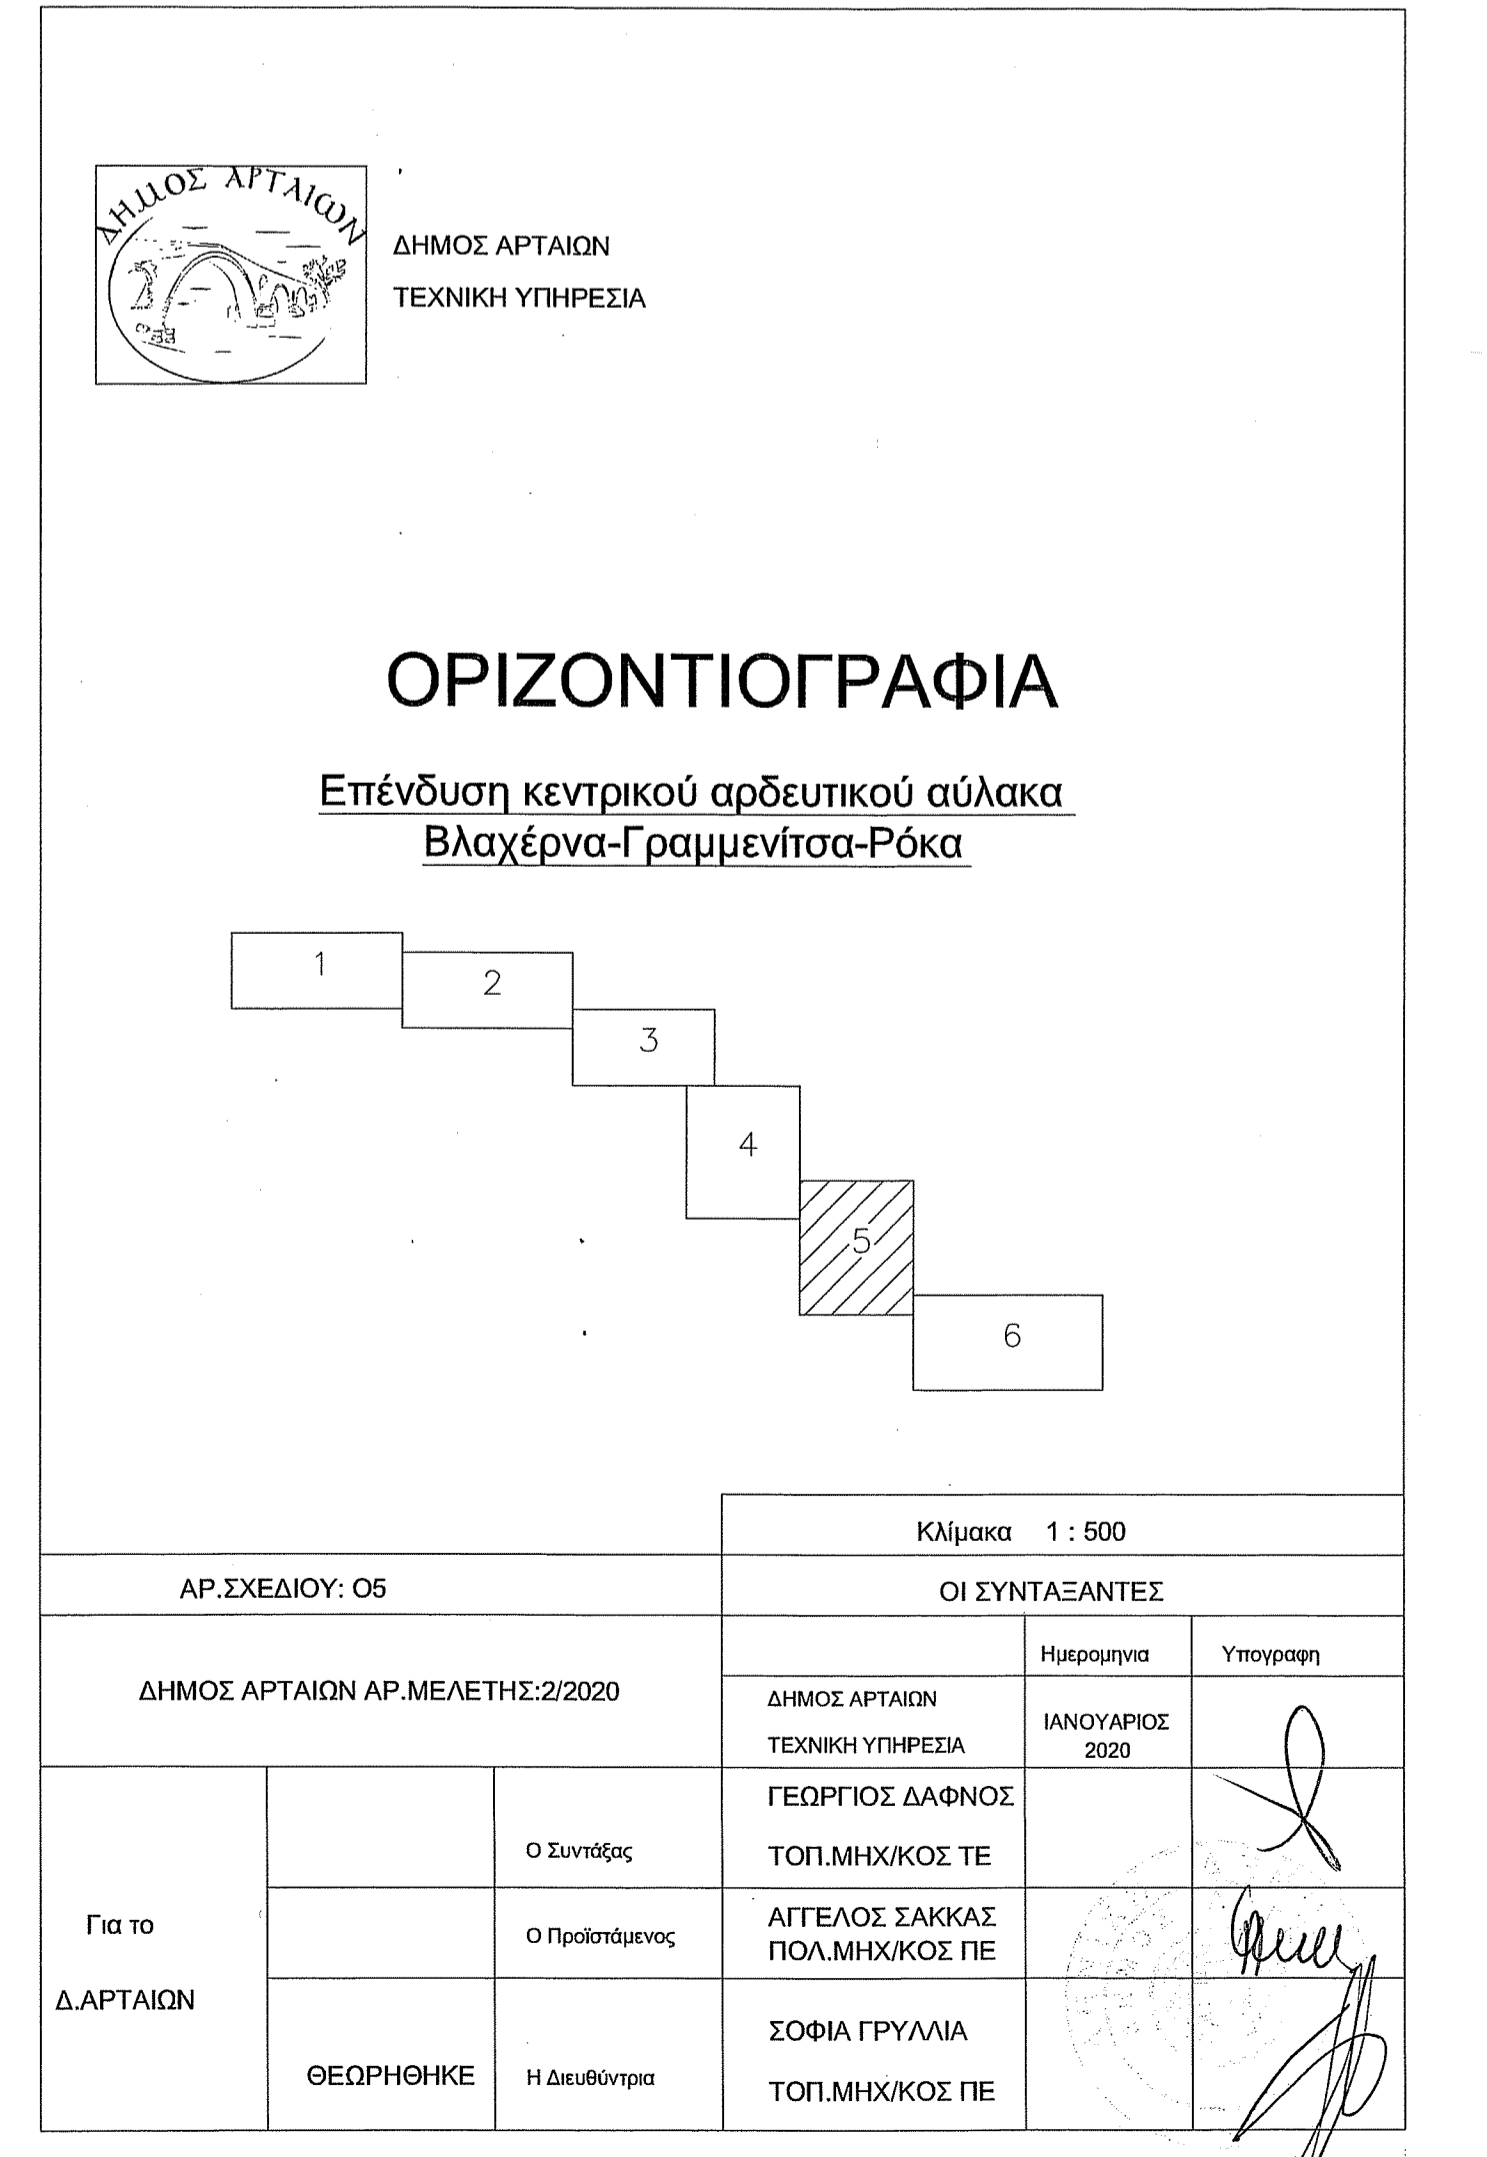 ΔΗΜΟΣ ΑΡΤΑΙΩΝ
ΔΗΜΟΣ ΑΡΤΑΙΩΝ
ΤΕΧΝΙΚΗ ΥΠΗΡΕΣΙΑ
ΟΡΙΖΟΝΤΙΟΓΡΑΦΙΑ
Επένδυση κεντρικού αρδευτικού αύλακα
Βλαχέρνα-Γραμμενίτσα-Ρόκα
1
2
3
4
5
6
Κλίμακα 1 : 500
ΑΡ.ΣΧΕΔΙΟΥ: Ο5
ΟΙ ΣΥΝΤΑΞΑΝΤΕΣ
Ημερομηνια Υπογραφη
ΔΗΜΟΣ ΑΡΤΑΙΩΝ ΑΡ.ΜΕΛΕΤΗΣ:2/2020
ΔΗΜΟΣ ΑΡΤΑΙΩΝ
ΤΕΧΝΙΚΗ ΥΠΗΡΕΣΙΑ
ΙΑΝΟΥΑΡΙΟΣ
2020
Για το
Δ.ΑΡΤΑΙΩΝ
Ο Συντάξας
ΓΕΩΡΓΙΟΣ ΔΑΦΝΟΣ
ΤΟΠ.ΜΗΧ/ΚΟΣ ΤΕ
Ο Προϊστάμενος
ΑΓΓΕΛΟΣ ΣΑΚΚΑΣ
ΠΟΛ.ΜΗΧ/ΚΟΣ ΠΕ
ΘΕΩΡΗΘΗΚΕ
Η Διευθύντρια
ΣΟΦΙΑ ΓΡΥΛΛΙΑ
ΤΟΠ.ΜΗΧ/ΚΟΣ ΠΕ